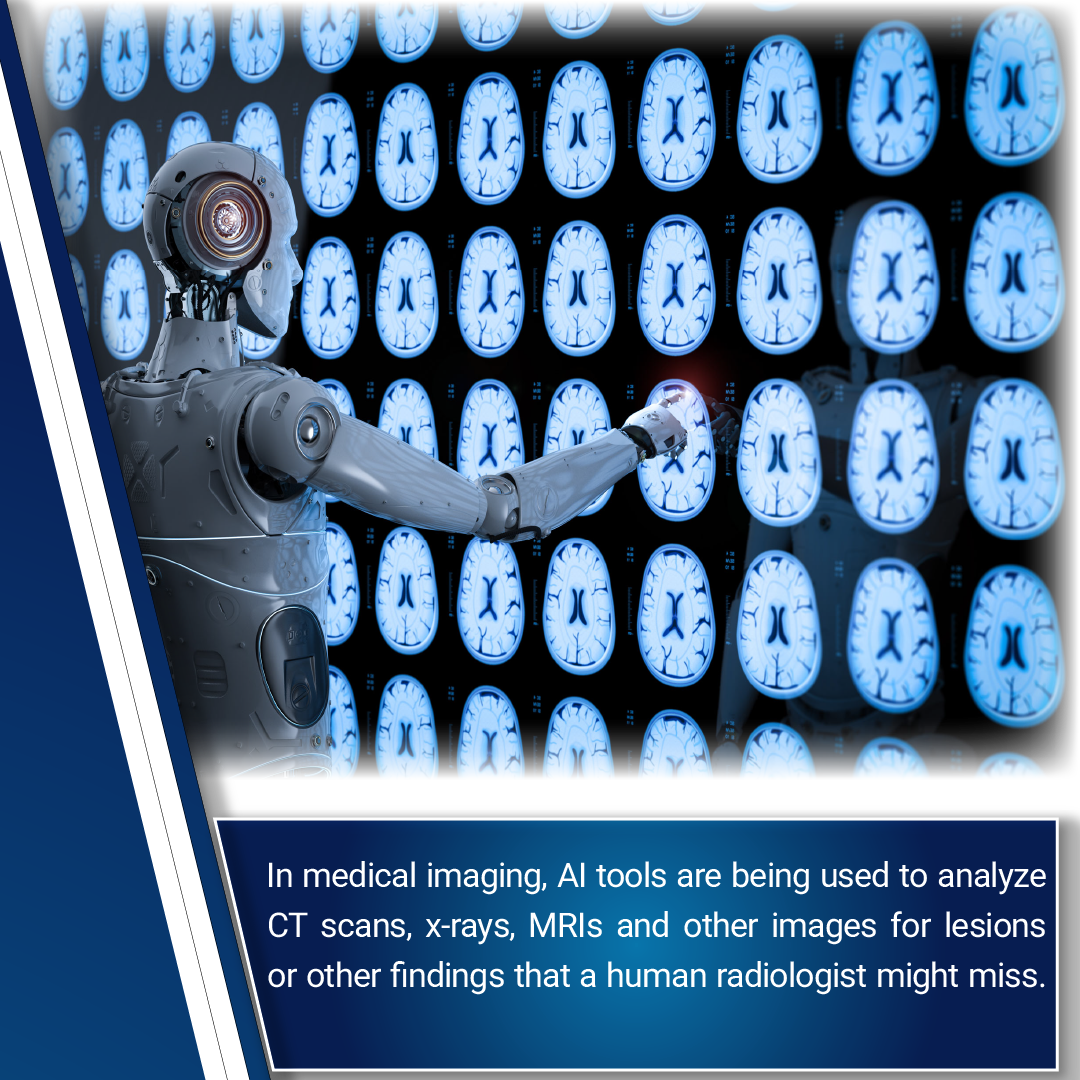 In medical imaging, AI tools are being used to analyze
CT scans, x-rays, MRIs and other images for lesions
or other findings that a human radiologist might miss.